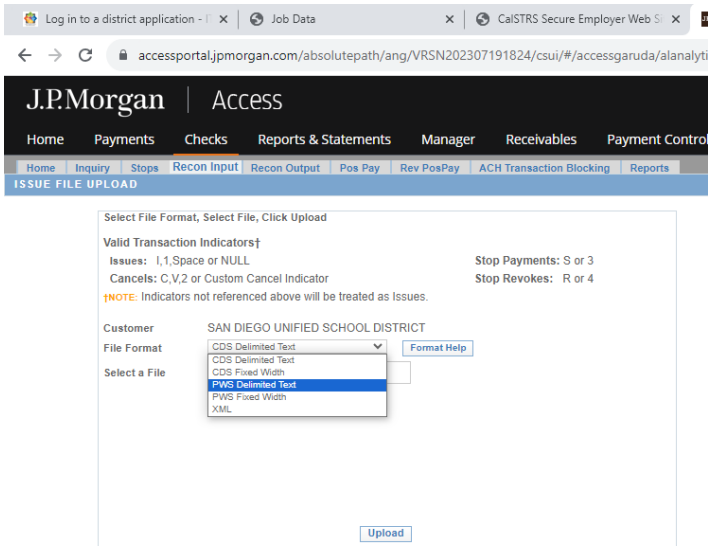 Log in to a district application - I
Job Data
CalSTRS Secure Employer Web Si
accessportal.jpmorgan.com/absolutepath/ang/VRSN202307191824/csui/#/accessgaruda/alanalyti
J.P.Morgan Access
Home Payments Checks Reports & Statements Manager Receivables Payment Control
Home Inquiry Stops Recon Input Recon Output Pos Pay Rev PosPay ACH Transaction Blocking Reports
ISSUE FILE UPLOAD
Select File Format, Select File, Click Upload
Valid Transaction Indicators†
Issues: I,1,Space or NULL Stop Payments: S or 3
Cancels: C,V,2 or Custom Cancel Indicator Stop Revokes: R or 4
†NOTE: Indicators not referenced above will be treated as Issues.
Customer SAN DIEGO UNIFIED SCHOOL DISTRICT
File Format CDS Delimited Text Format Help
CDS Delimited Text
Select a File CDS Fixed Width
PWS Delimited Text
PWS Fixed Width
XML
Upload